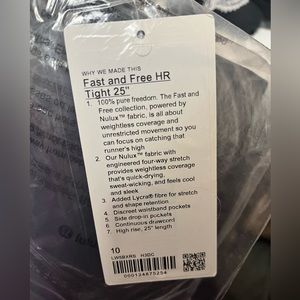 WHY WE MADE THIS
Fast and Free HR
Tight 25"
1. 100% pure freedom. The Fast and
Free collection, powered by
Nulux™ fabric, is all about
weightless coverage and
unrestricted movement so you
can focus on chasing that
runner's high
2. Our Nulux™ fabric with
engineered four-way stretch
provides weightless coverage
that's quick-drying,
sweat-wicking, and feels cool
and sleek
3. Added Lycra® fibre for stretch
and shape retention
4. Discreet waistband pockets
5. Side drop-in pockets
6. Continuous drawcord
7. High rise, 25" length
10